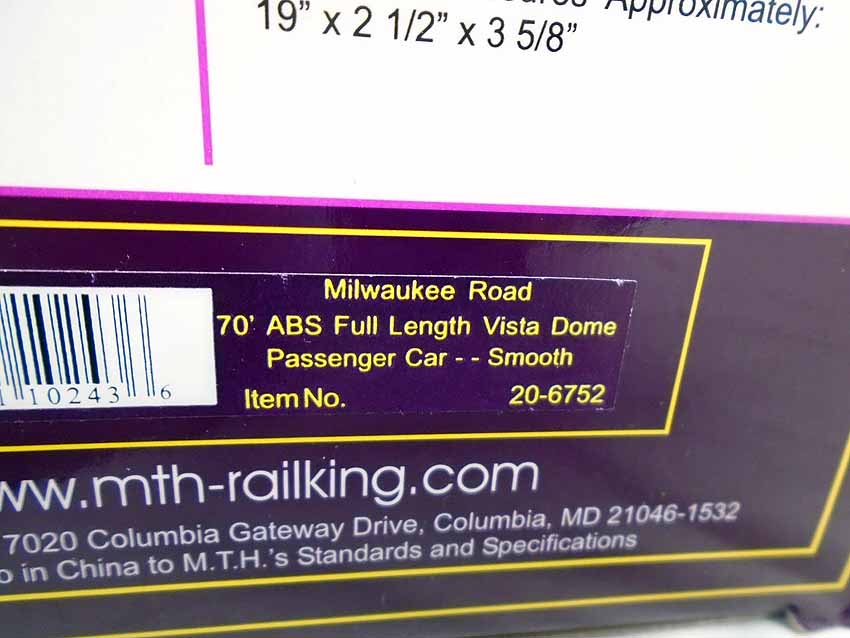 Approximately:
19” x 2 1/2” x 3 5/8”
Milwaukee Road
70' ABS Full Length Vista Dome
Passenger Car - - Smooth
Item No. 20-6752
10243 6
ww.mth-railking.com
7020 Columbia Gateway Drive, Columbia, MD 21046-1532
in China to M.T.H.'s Standards and Specifications